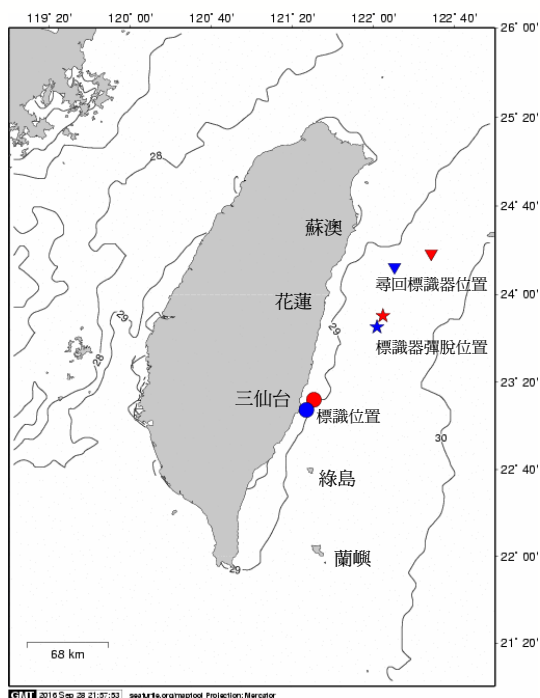 119° 20' 120° 00' 120° 40' 121° 20' 122° 00' 122° 40'
26° 00'
25° 20'
28
24° 40'
蘇澳
尋回標識器位置
花蓮
24° 00'
29
28
29
標識器彈脫位置
三仙台
23° 20'
標識位置
30
綠島
22° 40'
蘭嶼
22° 00'
29
21° 20'
68 km
GMT 2016 Sep 28 21:57:53 seaturtle.org/maptool Projection: Mercator